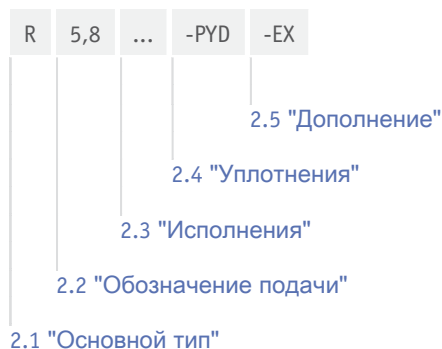 R 5,8 ... -PYD -EX
2.5 "Дополнение"
2.4 "Уплотнения"
2.3 "Исполнения"
2.2 "Обозначение подачи"
2.1 "Основной тип"